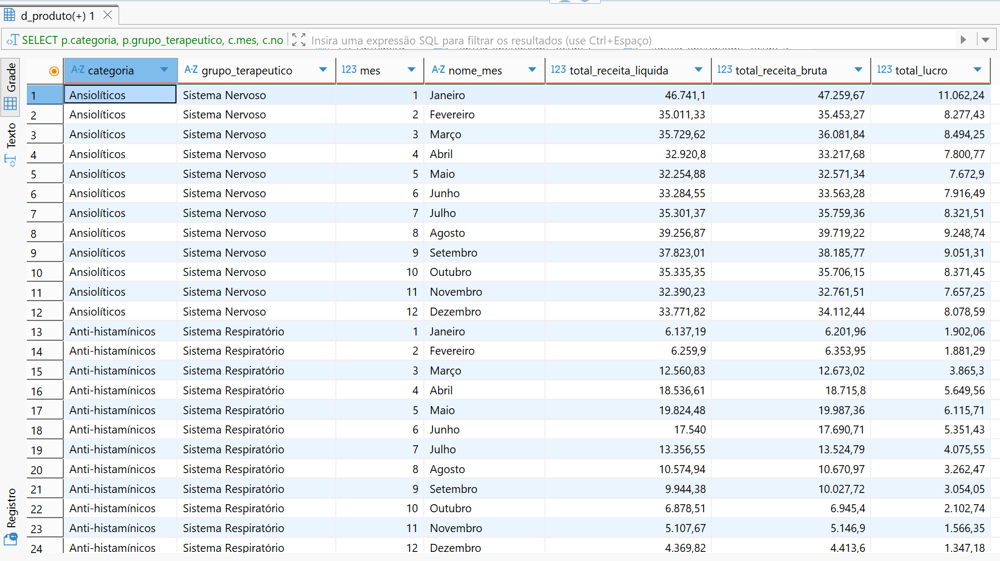 d_produto(+) 1
SELECT p.categoria, p.grupo_terapeutico, c.mes, c.no
Insira uma expressão SQL para filtrar os resultados (use Ctrl+Espaço)
Grade
Texto
Registro
A-Z categoria A-Z grupo_terapeutico 123 mes A-Z nome_mes 123 total_receita_liquida 123 total_receita_bruta 123 total_lucro
1 Ansiolíticos Sistema Nervoso 1 Janeiro 46.741,1 47.259,67 11.062,24
2 Ansiolíticos Sistema Nervoso 2 Fevereiro 35.011,33 35.453,27 8.277,43
3 Ansiolíticos Sistema Nervoso 3 Março 35.729,62 36.081,84 8.494,25
4 Ansiolíticos Sistema Nervoso 4 Abril 32.920,8 33.217,68 7.800,77
5 Ansiolíticos Sistema Nervoso 5 Maio 32.254,88 32.571,34 7.672,9
6 Ansiolíticos Sistema Nervoso 6 Junho 33.284,55 33.563,28 7.916,49
7 Ansiolíticos Sistema Nervoso 7 Julho 35.301,37 35.759,36 8.321,51
8 Ansiolíticos Sistema Nervoso 8 Agosto 39.256,87 39.719,22 9.248,74
9 Ansiolíticos Sistema Nervoso 9 Setembro 37.823,01 38.185,77 9.051,31
10 Ansiolíticos Sistema Nervoso 10 Outubro 35.335,35 35.706,15 8.371,45
11 Ansiolíticos Sistema Nervoso 11 Novembro 32.390,23 32.761,51 7.657,25
12 Ansiolíticos Sistema Nervoso 12 Dezembro 33.771,82 34.112,44 8.078,59
13 Anti-histamínicos Sistema Respiratório 1 Janeiro 6.137,19 6.201,96 1.902,06
14 Anti-histamínicos Sistema Respiratório 2 Fevereiro 6.259,9 6.353,95 1.881,29
15 Anti-histamínicos Sistema Respiratório 3 Março 12.560,83 12.673,02 3.865,3
16 Anti-histamínicos Sistema Respiratório 4 Abril 18.536,61 18.715,8 5.649,56
17 Anti-histamínicos Sistema Respiratório 5 Maio 19.824,48 19.987,36 6.115,71
18 Anti-histamínicos Sistema Respiratório 6 Junho 17.540 17.690,71 5.351,43
19 Anti-histamínicos Sistema Respiratório 7 Julho 13.356,55 13.524,79 4.075,55
20 Anti-histamínicos Sistema Respiratório 8 Agosto 10.574,94 10.670,97 3.262,47
21 Anti-histamínicos Sistema Respiratório 9 Setembro 9.944,38 10.027,72 3.054,05
22 Anti-histamínicos Sistema Respiratório 10 Outubro 6.878,51 6.945,4 2.102,74
23 Anti-histamínicos Sistema Respiratório 11 Novembro 5.107,67 5.146,9 1.566,35
24 Anti-histamínicos Sistema Respiratório 12 Dezembro 4.369,82 4.413,6 1.347,18